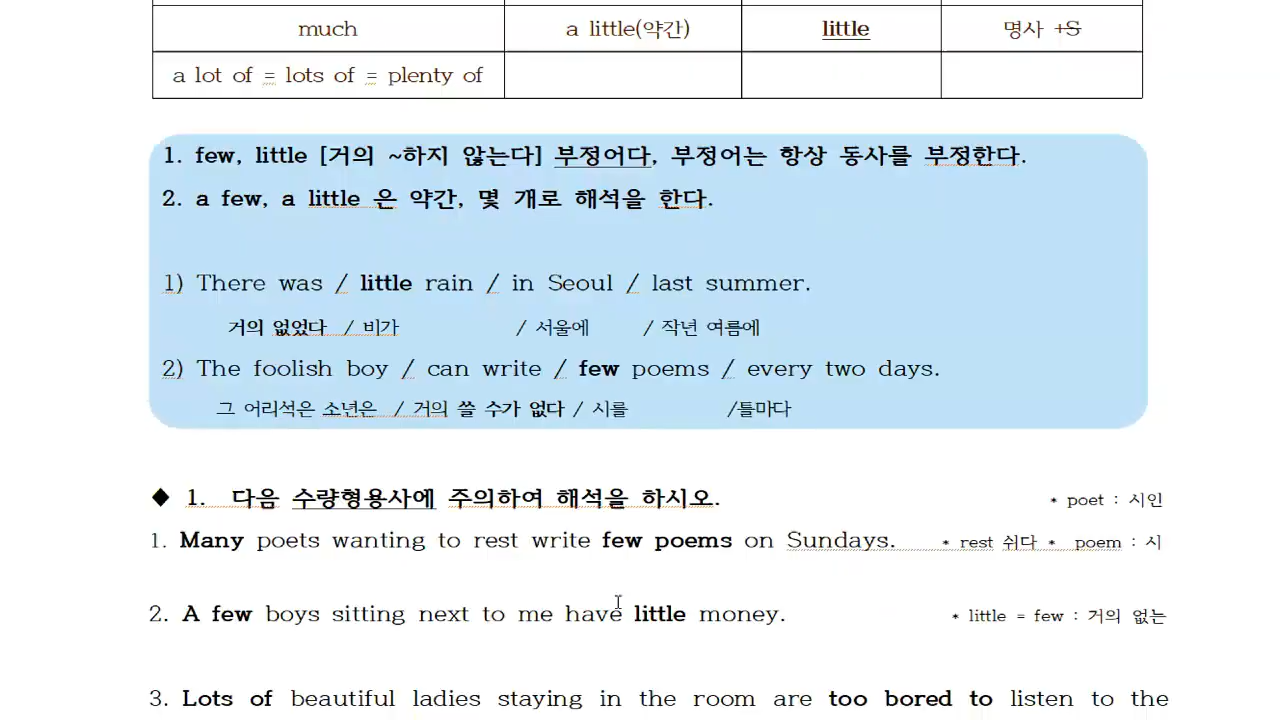 much a little(약간) little 명사 +S
a lot of = lots of = plenty of
1. few, little [거의 ~하지 않는다] 부정어다, 부정어는 항상 동사를 부정한다.
2. a few, a little 은 약간, 몇 개로 해석을 한다.
1) There was / little rain / in Seoul / last summer.
거의 없었다 / 비가 / 서울에 / 작년 여름에
2) The foolish boy / can write / few poems / every two days.
그 어리석은 소년은 / 거의 쓸 수가 없다 / 시를 /틀마다
◆ 1. 다음 수량형용사에 주의하여 해석을 하시오. * poet : 시인
1. Many poets wanting to rest write few poems on Sundays. * rest 쉬다 * poem : 시
2. A few boys sitting next to me have little money. * little = few : 거의 없는
3. Lots of beautiful ladies staying in the room are too bored to listen to the